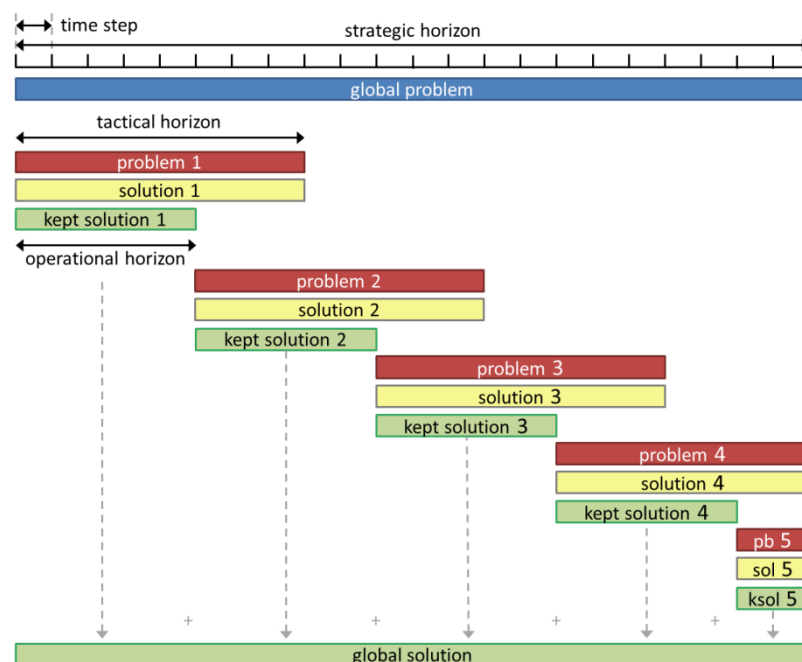 time step
strategic horizon
global problem
tactical horizon
problem 1
solution 1
kept solution 1
operational horizon
problem 2
solution 2
kept solution 2
problem 3
solution 3
kept solution 3
problem 4
solution 4
kept solution 4
pb 5
sol 5
ksol 5
+ + + +
global solution